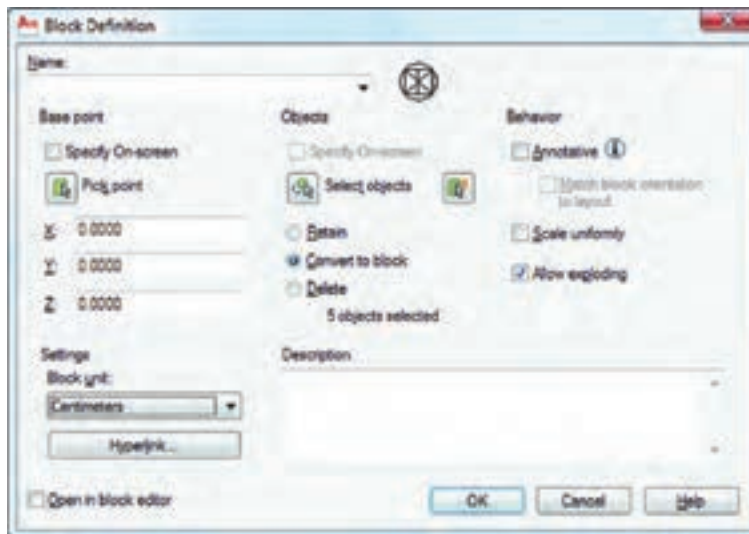 Block Definition
Name:
Base point
Specify On-screen
Pick point
X: 0.0000
Y: 0.0000
Z: 0.0000
Objects
Specify On-screen
Select objects
Retain
Convert to block
Delete
5 objects selected
Behavior
Annotative
Match block orientation
to layout
Scale uniformly
Allow exploding
Settings
Block unit:
Centimeters
Hyperlink...
Description
Open in block editor
OK
Cancel
Help